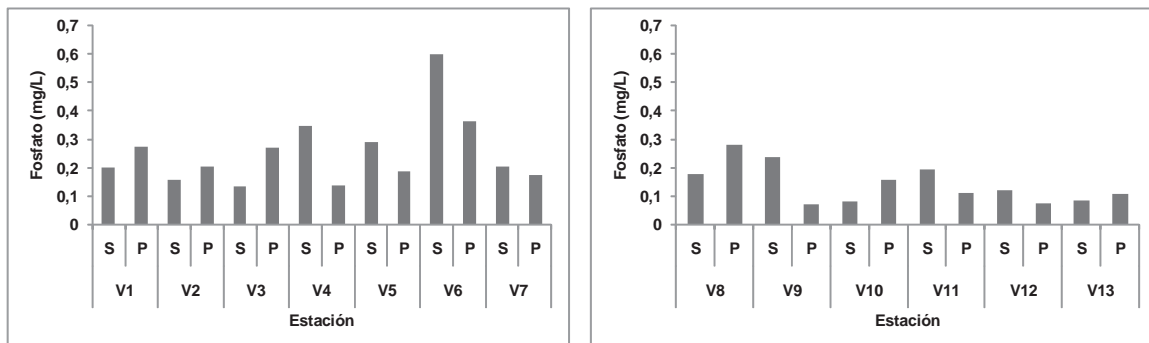 Fosfato (mg/L)
0,7
0,6
0,5
0,4
0,3
0,2
0,1
0
S P S P S P S P S P S P S P
V1 V2 V3 V4 V5 V6 V7
Estación
Fosfato (mg/L)
0,7
0,6
0,5
0,4
0,3
0,2
0,1
0
S P S P S P S P S P S P
V8 V9 V10 V11 V12 V13
Estación